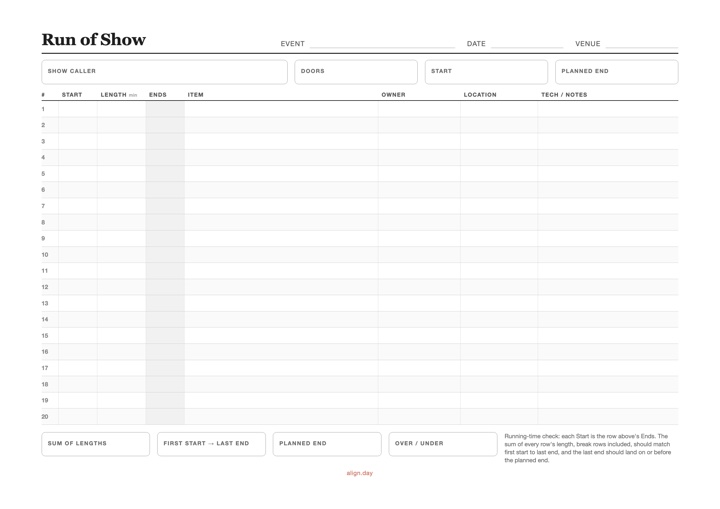 Run of Show
EVENT
DATE
VENUE
SHOW CALLER
DOORS
START
PLANNED END
# START LENGTH min ENDS ITEM OWNER LOCATION TECH / NOTES
1
2
3
4
5
6
7
8
9
10
11
12
13
14
15
16
17
18
19
20
SUM OF LENGTHS
FIRST START → LAST END
PLANNED END
OVER / UNDER
Running-time check: each Start is the row above's Ends. The
sum of every row's length, break rows included, should match
first start to last end, and the last end should land on or before
the planned end.
align.day